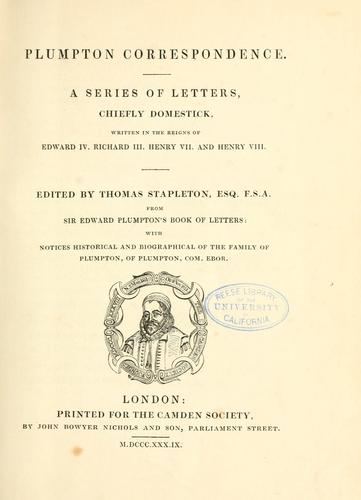 PLUMPTON CORRESPONDENCE.
A SERIES OF LETTERS,
CHIEFLY DOMESTICK,
WRITTEN IN THE REIGNS OF
EDWARD IV. RICHARD III. HENRY VII. AND HENRY VIII.
EDITED BY THOMAS STAPLETON, ESQ. F.S.A.
FROM
SIR EDWARD PLUMPTON'S BOOK OF LETTERS:
WITH
NOTICES HISTORICAL AND BIOGRAPHICAL OF THE FAMILY OF
PLUMPTON, OF PLUMPTON, COM. EBOR.
REESE LIBRARY
OF THE
UNIVERSITY
OF
CALIFORNIA
LONDON:
PRINTED FOR THE CAMDEN SOCIETY,
BY JOHN BOWYER NICHOLS AND SON, PARLIAMENT STREET.
M.DCCC.XXX.IX.